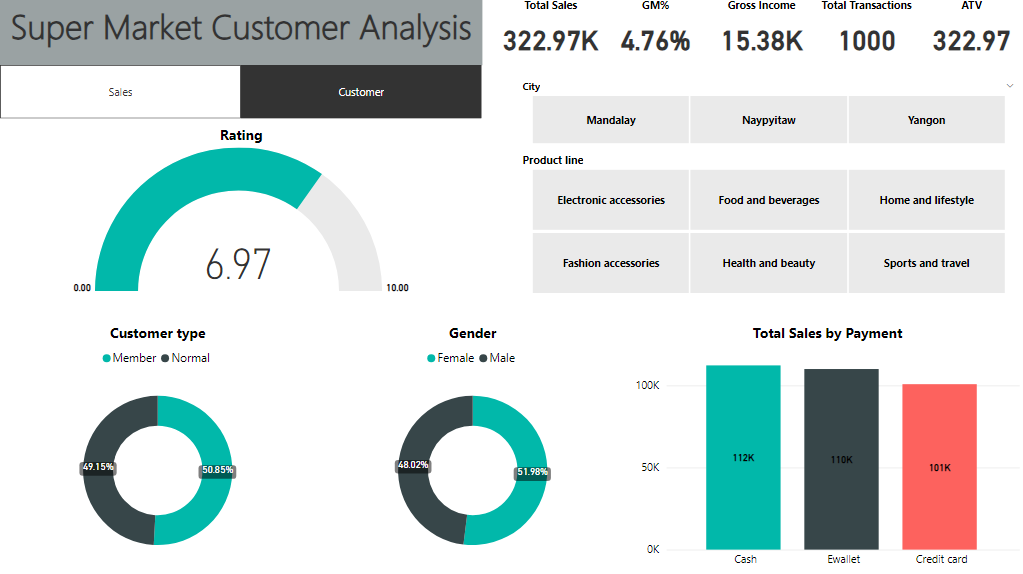 Super Market Customer Analysis
Sales
Customer
Total Sales
322.97K
GM%
4.76%
Gross Income
15.38K
Total Transactions
1000
ATV
322.97
City
Mandalay
Naypyitaw
Yangon
Product line
Electronic accessories
Food and beverages
Home and lifestyle
Fashion accessories
Health and beauty
Sports and travel
Rating
6.97
0.00
10.00
Customer type
Member
Normal
49.15%
50.85%
Gender
Female
Male
48.02%
51.98%
Total Sales by Payment
100K
50K
0K
112K
110K
101K
Cash
Ewallet
Credit card